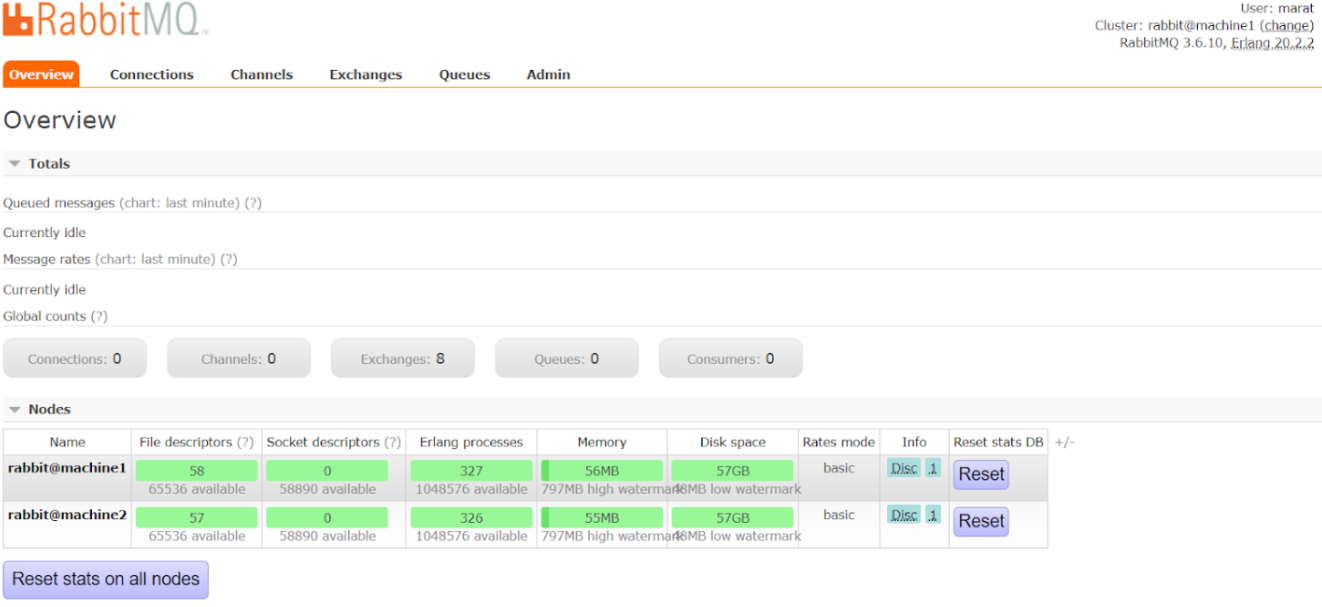 RabbitMQ
User: marat
Cluster: rabbit@machine1 (change)
RabbitMQ 3.6.10, Erlang 20.2.2
Overview Connections Channels Exchanges Queues Admin
Overview
Totals
Queued messages (chart: last minute) (?)
Currently idle
Message rates (chart: last minute) (?)
Currently idle
Global counts (?)
Connections: 0 Channels: 0 Exchanges: 8 Queues: 0 Consumers: 0
Nodes
Name File descriptors (?) Socket descriptors (?) Erlang processes Memory Disk space Rates mode Info Reset stats DB +/-
rabbit@machine1 58 0 327 56MB 57GB basic Disc 1 Reset
65536 available 58890 available 1048576 available 797MB high watermark 48MB low watermark
rabbit@machine2 57 0 326 55MB 57GB basic Disc 1 Reset
65536 available 58890 available 1048576 available 797MB high watermark 48MB low watermark
Reset stats on all nodes